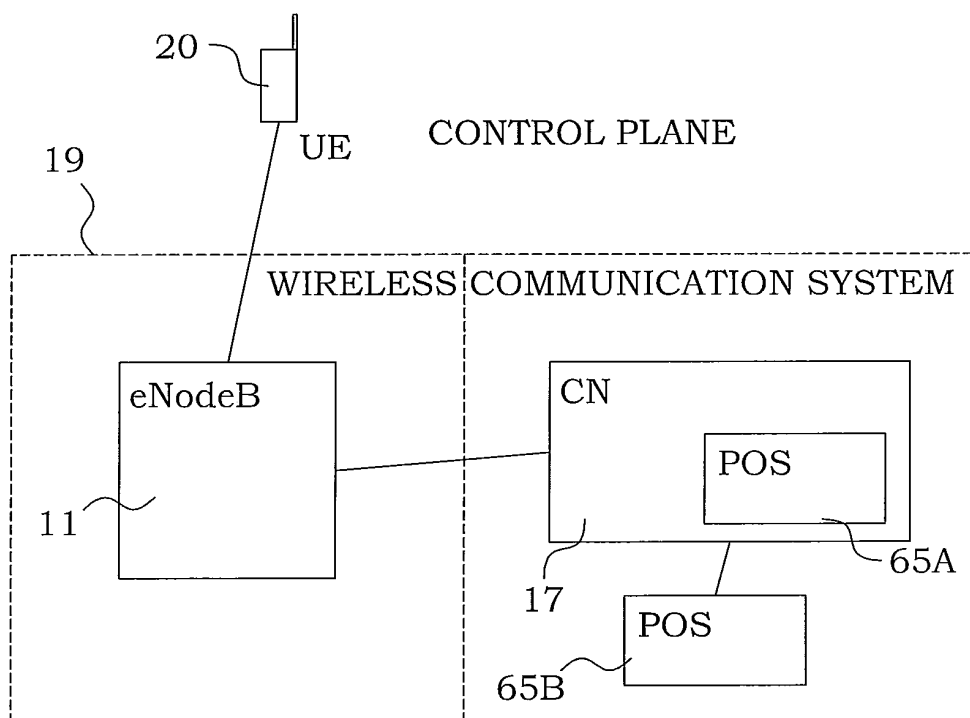 20
UE
CONTROL PLANE
19
WIRELESS COMMUNICATION SYSTEM
eNodeB
CN
POS
11
17
65A
POS
65B